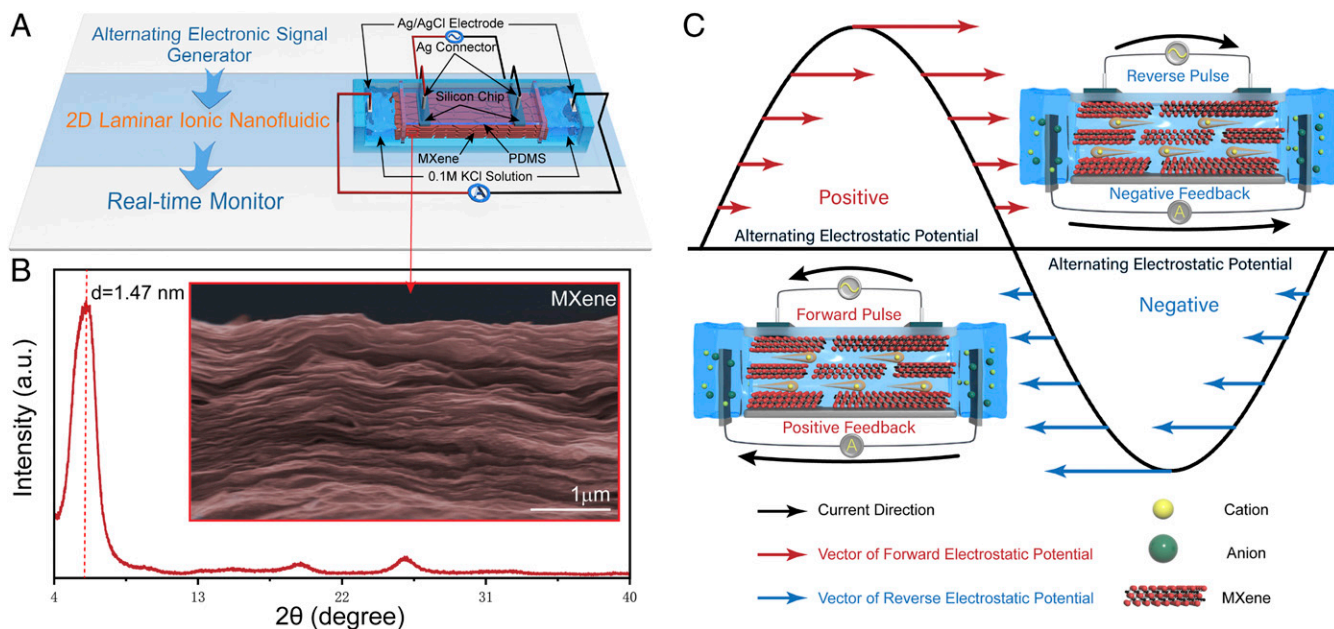 A
Alternating Electronic Signal
Generator
2D Laminar Ionic Nanofluidic
Real-time Monitor
Ag/AgCl Electrode
Ag Connector
Silicon Chip
MXene
PDMS
0.1M KCl Solution
B
d=1.47 nm
MXene
1μm
Intensity (a.u.)
4
13
22
31
40
2θ (degree)
C
Reverse Pulse
Negative Feedback
A
Positive
Alternating Electrostatic Potential
Alternating Electrostatic Potential
Negative
Forward Pulse
Positive Feedback
A
Current Direction
Cation
Vector of Forward Electrostatic Potential
Anion
Vector of Reverse Electrostatic Potential
MXene